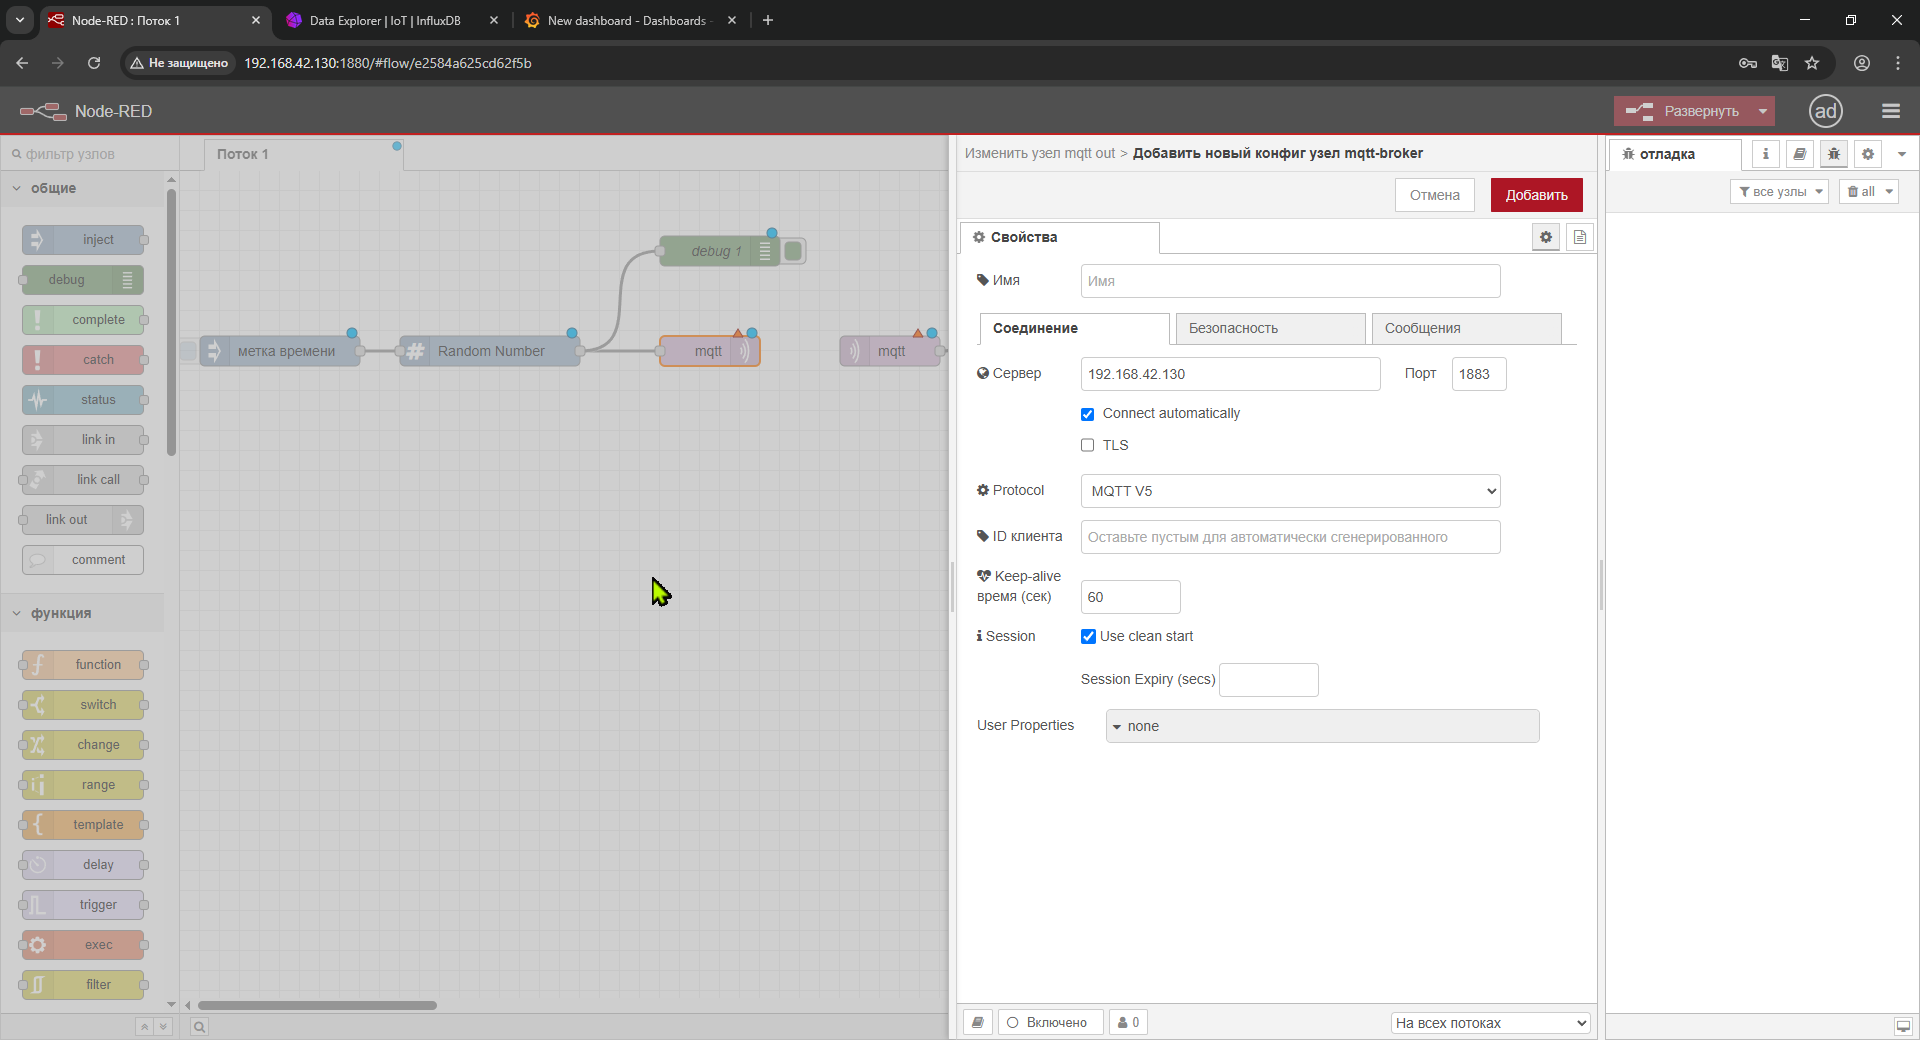 Node-RED : Поток 1
Data Explorer | IoT | InfluxDB
New dashboard - Dashboards -
Не защищено
192.168.42.130:1880/#flow/e2584a625cd62f5b
Node-RED
Развернуть
ad
фильтр узлов
Поток 1
общие
inject
debug
complete
catch
status
link in
link call
link out
comment
функция
function
switch
change
range
template
delay
trigger
exec
filter
метка времени
Random Number
debug 1
mqtt
mqtt
Изменить узел mqtt out > Добавить новый конфиг узел mqtt-broker
Отмена
Добавить
Свойства
Имя
Имя
Соединение
Безопасность
Сообщения
Сервер
192.168.42.130
Порт
1883
Connect automatically
TLS
Protocol
MQTT V5
ID клиента
Оставьте пустым для автоматически сгенерированного
Keep-alive
время (сек)
60
Session
Use clean start
Session Expiry (secs)
User Properties
none
Включено
0
На всех потоках
отладка
все узлы
all